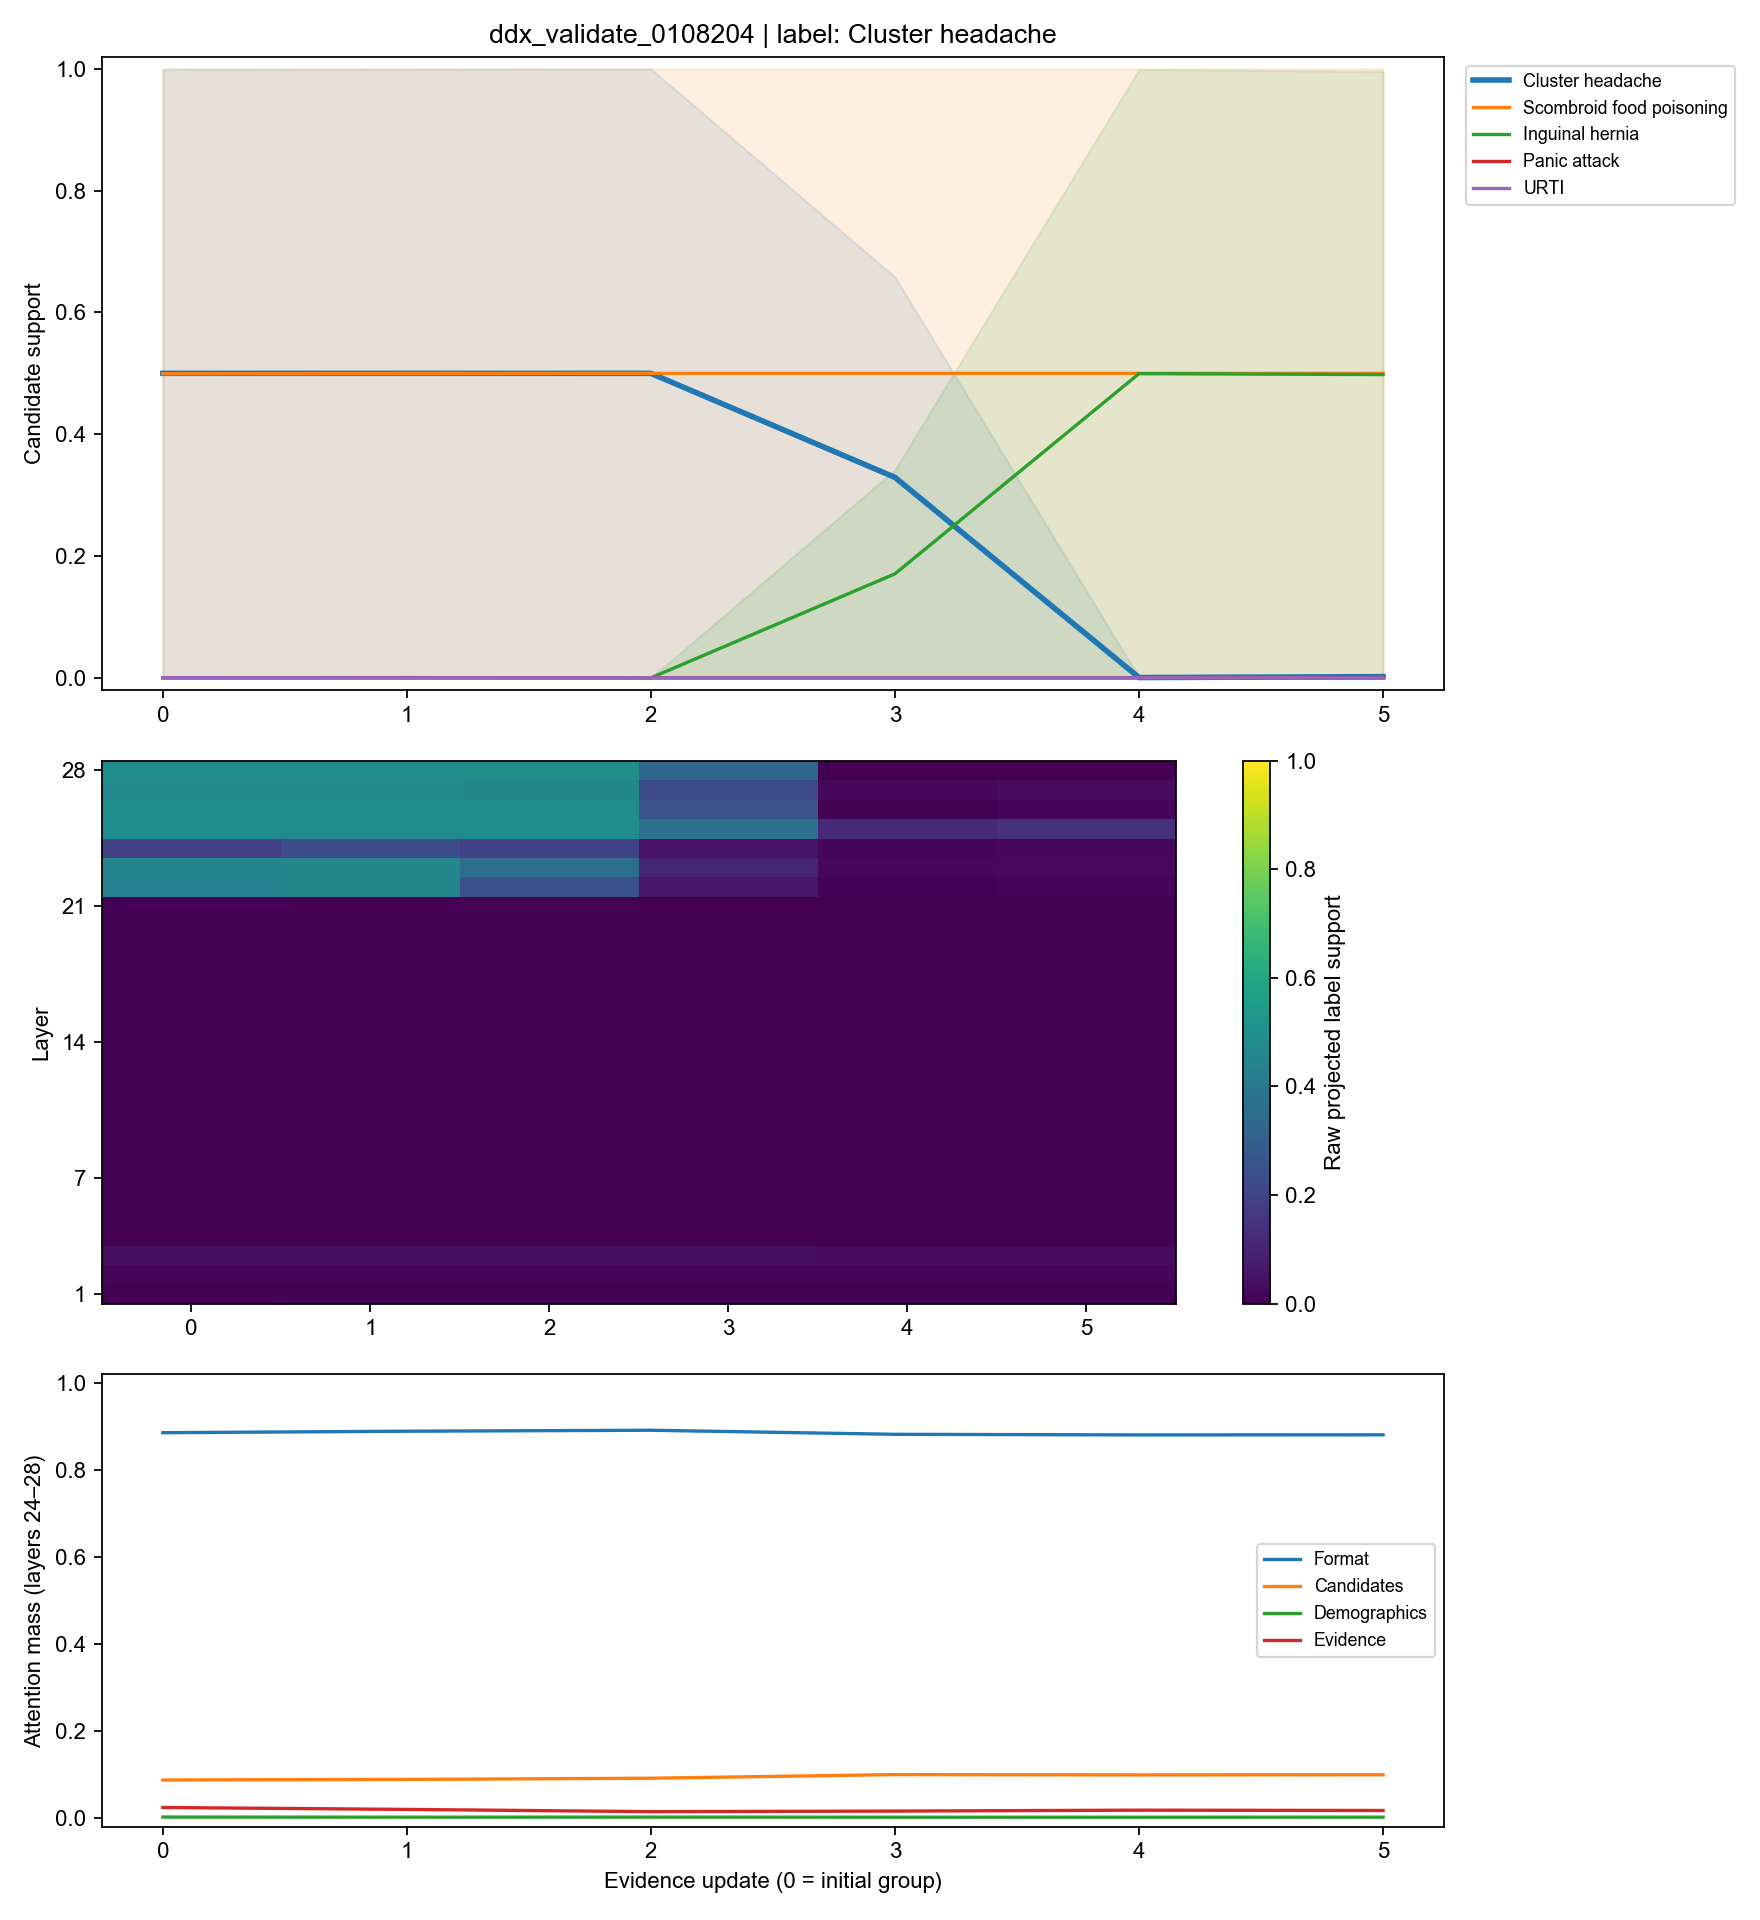 ddx_validate_0108204 | label: Cluster headache
Candidate support
1.0
0.8
0.6
0.4
0.2
0.0
0 1 2 3 4 5
Cluster headache
Scombroid food poisoning
Inguinal hernia
Panic attack
URTI
Layer
28
21
14
7
1
0 1 2 3 4 5
1.0
0.8
0.6
0.4
0.2
0.0
Raw projected label support
Attention mass (layers 24–28)
1.0
0.8
0.6
0.4
0.2
0.0
Format
Candidates
Demographics
Evidence
0 1 2 3 4 5
Evidence update (0 = initial group)